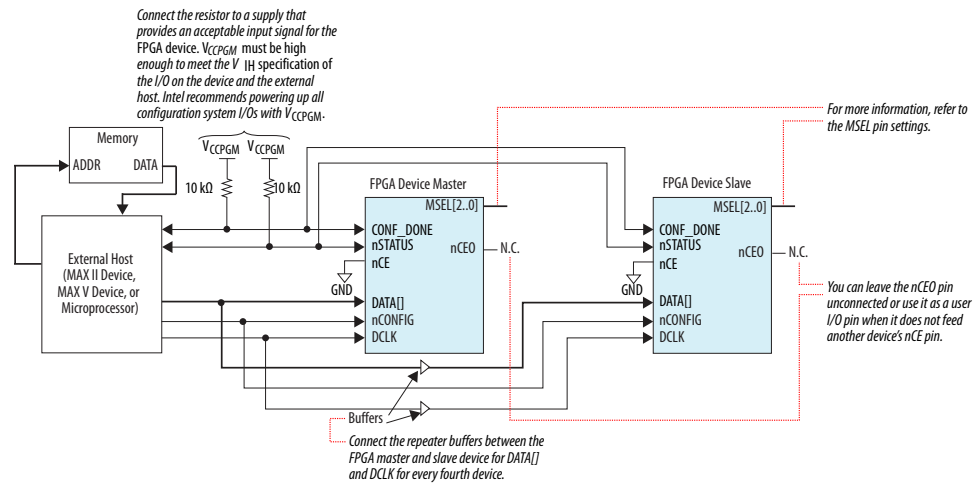 Connect the resistor to a supply that
provides an acceptable input signal for the
FPGA device. VCCPGM must be high
enough to meet the V IH specification of
the I/O on the device and the external
host. Intel recommends powering up all
configuration system I/Os with VCCPGM.
For more information, refer to
the MSEL pin settings.
Memory
ADDR DATA
VCCPGM VCCPGM
10 kΩ 10 kΩ
FPGA Device Master
MSEL[2..0]
CONF_DONE
nSTATUS
nCE
nCEO N.C.
GND
DATA[]
nCONFIG
DCLK
FPGA Device Slave
MSEL[2..0]
CONF_DONE
nSTATUS
nCE
nCEO N.C.
GND
DATA[]
nCONFIG
DCLK
External Host
(MAX II Device,
MAX V Device, or
Microprocessor)
You can leave the nCEO pin
unconnected or use it as a user
I/O pin when it does not feed
another device's nCE pin.
Buffers
Connect the repeater buffers between the
FPGA master and slave device for DATA[]
and DCLK for every fourth device.